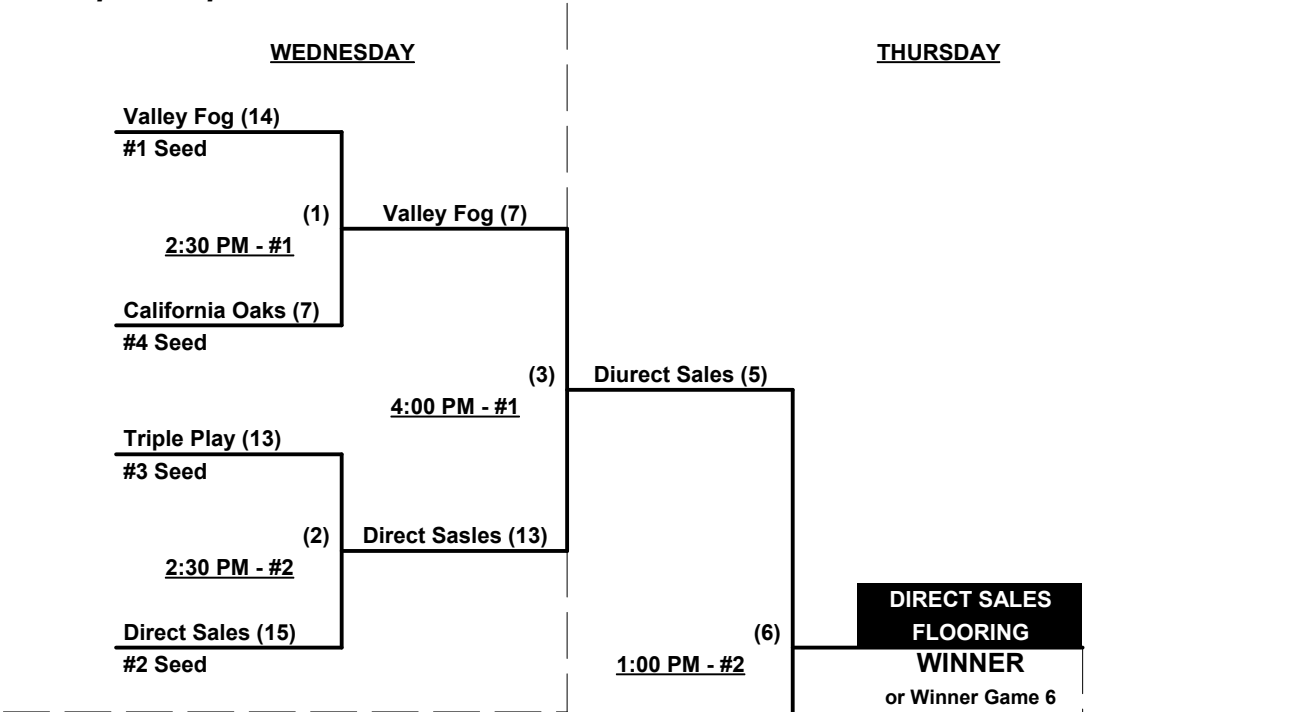 WEDNESDAY
THURSDAY
Valley Fog (14)
#1 Seed
(1)
Valley Fog (7)
2:30 PM - #1
California Oaks (7)
#4 Seed
(3)
Diurect Sales (5)
4:00 PM - #1
Triple Play (13)
#3 Seed
(2)
Direct Sasles (13)
2:30 PM - #2
DIRECT SALES
FLOORING
Direct Sales (15)
(6)
#2 Seed
1:00 PM - #2
WINNER
or Winner Game 6